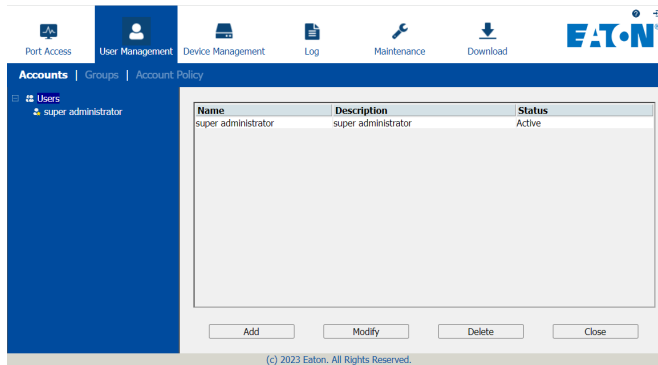 EATON
Port Access
User Management
Device Management
Log
Maintenance
Download
Accounts | Groups | Account Policy
Users
super administrator
Name Description Status
super administrator super administrator Active
Add Modify Delete Close
(c) 2023 Eaton. All Rights Reserved.